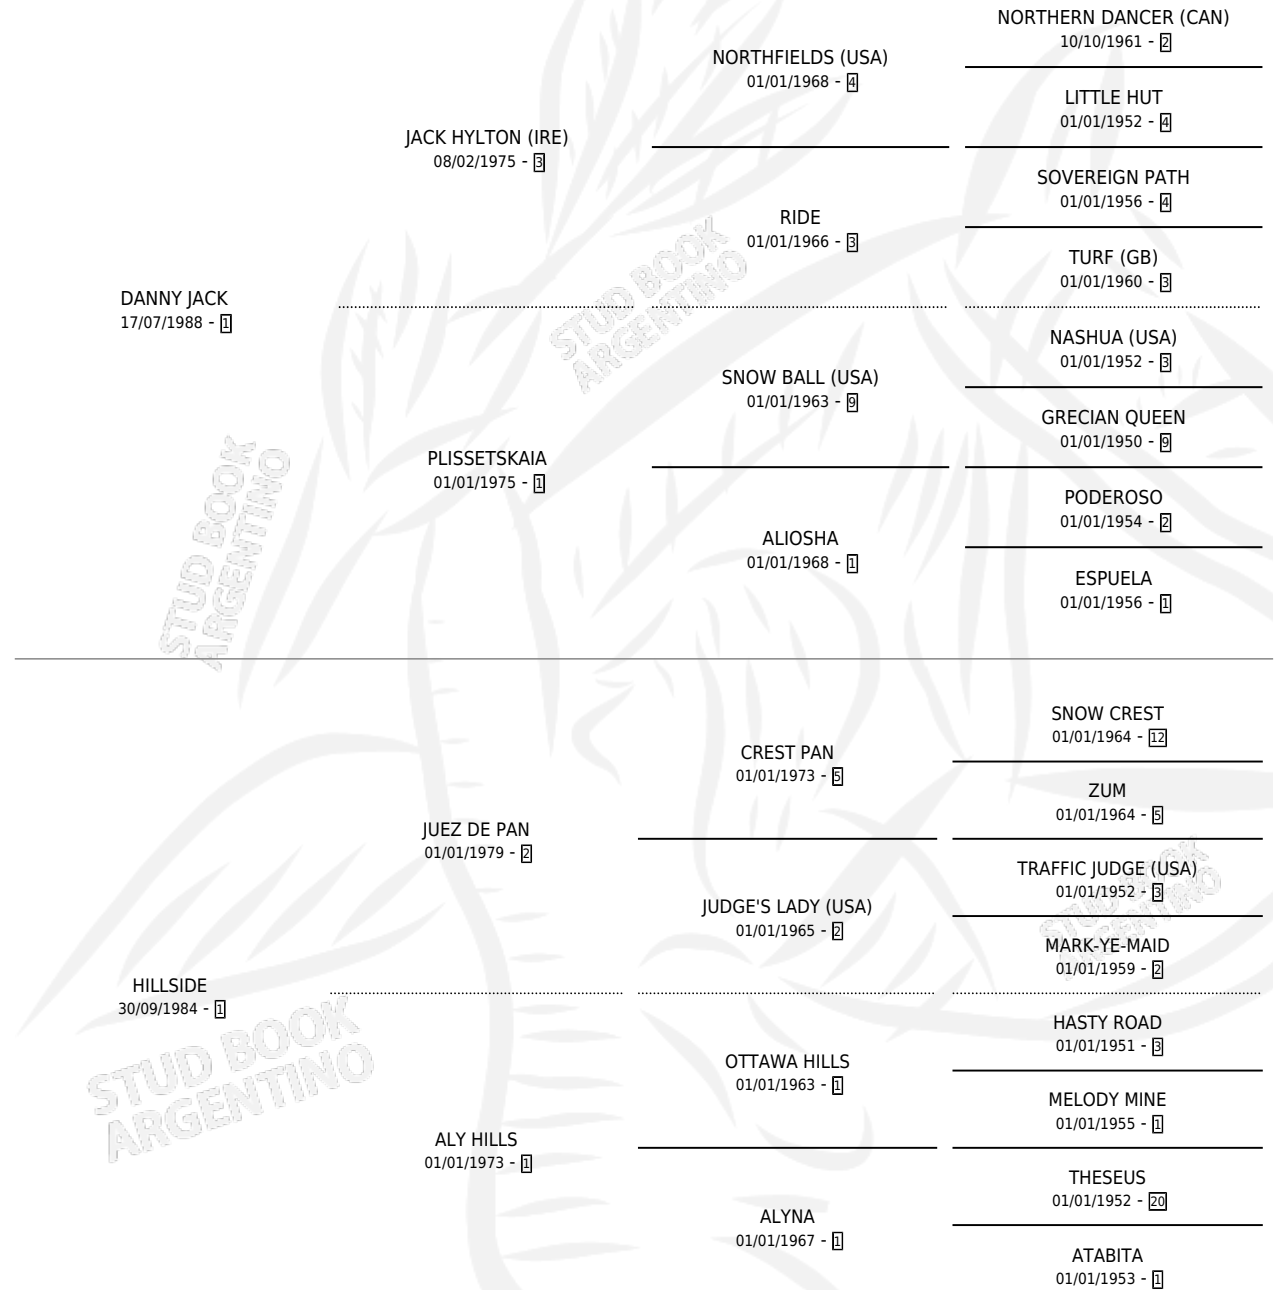 NORTHERN DANCER (CAN)
10/10/1961 - 2
NORTHFIELDS (USA)
01/01/1968 - 4
LITTLE HUT
01/01/1952 - 4
JACK HYLTON (IRE)
08/02/1975 - 3
SOVEREIGN PATH
01/01/1956 - 4
RIDE
01/01/1966 - 3
TURF (GB)
01/01/1960 - 3
DANNY JACK
17/07/1988 - 1
NASHUA (USA)
01/01/1952 - 3
SNOW BALL (USA)
01/01/1963 - 9
GRECIAN QUEEN
01/01/1950 - 9
PLISSETSKAIA
01/01/1975 - 1
PODEROSO
01/01/1954 - 2
ALIOSHA
01/01/1968 - 1
ESPUELA
01/01/1956 - 1
STUD BOOK
ARGENTINO
STUD BOOK
ARGENTINO
SNOW CREST
01/01/1964 - 12
CREST PAN
01/01/1973 - 5
ZUM
01/01/1964 - 5
JUEZ DE PAN
01/01/1979 - 2
TRAFFIC JUDGE (USA)
01/01/1952 - 3
JUDGE'S LADY (USA)
01/01/1965 - 2
MARK-YE-MAID
01/01/1959 - 2
HILLSIDE
30/09/1984 - 1
HASTY ROAD
01/01/1951 - 3
OTTAWA HILLS
01/01/1963 - 1
MELODY MINE
01/01/1955 - 1
ALY HILLS
01/01/1973 - 1
THESEUS
01/01/1952 - 20
ALYNA
01/01/1967 - 1
ATABITA
01/01/1953 - 1
STUD BOOK
ARGENTINO
STUD BOOK
ARGENTINO